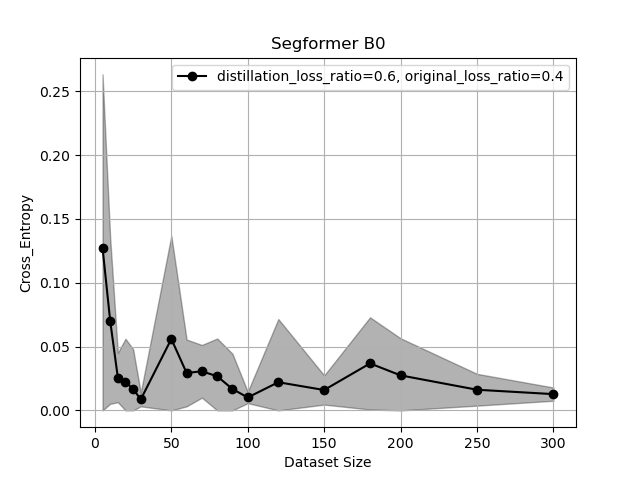 Segformer B0
distillation_loss_ratio=0.6, original_loss_ratio=0.4
0.25
0.20
0.15
0.10
0.05
0.00
Cross_Entropy
0 50 100 150 200 250 300
Dataset Size